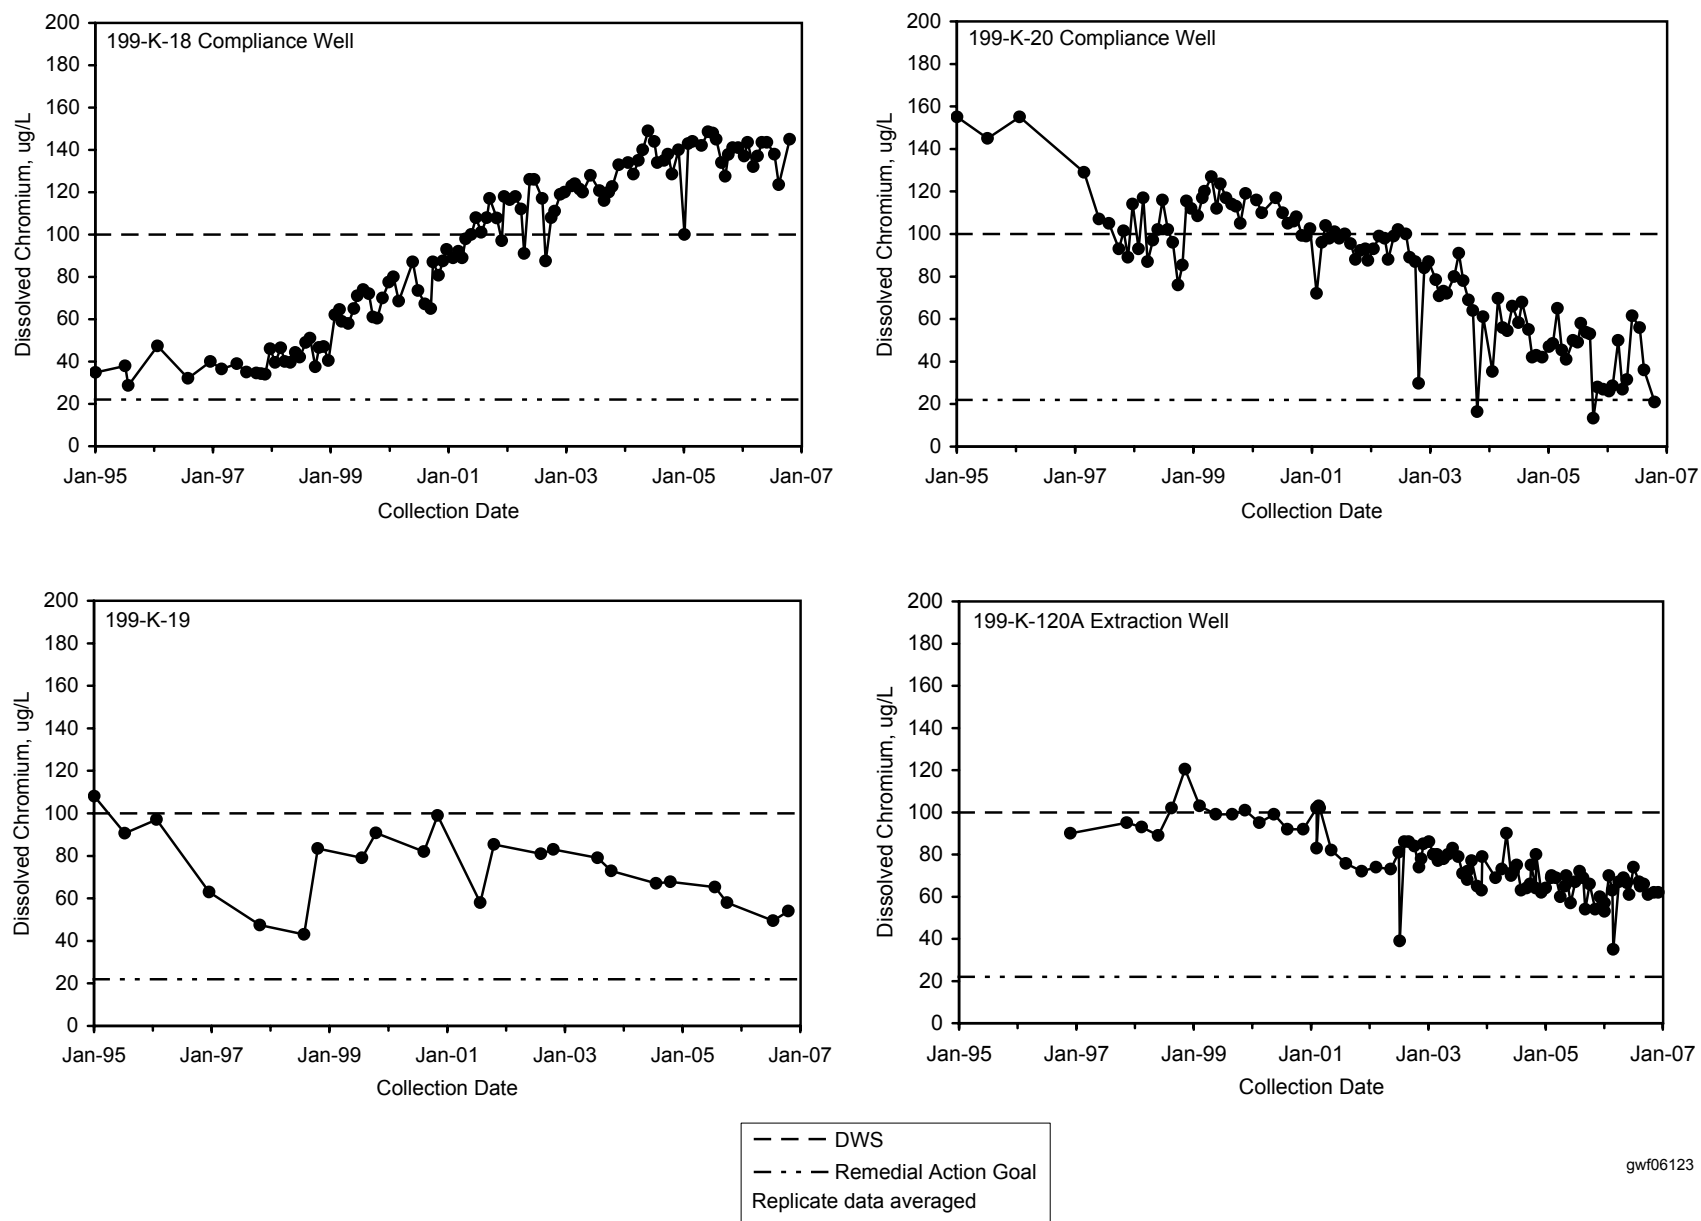 199-K-18 Compliance Well
Dissolved Chromium, ug/L
200
180
160
140
120
100
80
60
40
20
0
Jan-95 Jan-97 Jan-99 Jan-01 Jan-03 Jan-05 Jan-07
Collection Date
199-K-20 Compliance Well
Dissolved Chromium, ug/L
200
180
160
140
120
100
80
60
40
20
0
Jan-95 Jan-97 Jan-99 Jan-01 Jan-03 Jan-05 Jan-07
Collection Date
199-K-19
Dissolved Chromium, ug/L
200
180
160
140
120
100
80
60
40
20
0
Jan-95 Jan-97 Jan-99 Jan-01 Jan-03 Jan-05 Jan-07
Collection Date
199-K-120A Extraction Well
Dissolved Chromium, ug/L
200
180
160
140
120
100
80
60
40
20
0
Jan-95 Jan-97 Jan-99 Jan-01 Jan-03 Jan-05 Jan-07
Collection Date
DWS
Remedial Action Goal
Replicate data averaged
gwf06123